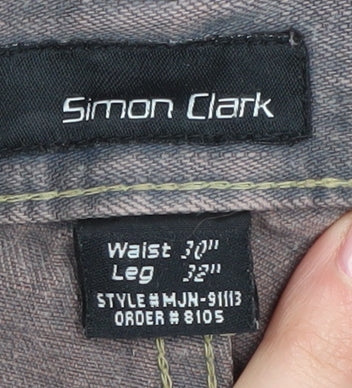 Simon Clark
Waist 30"
Leg 32"
STYLE # MJN-91113
ORDER # 8105